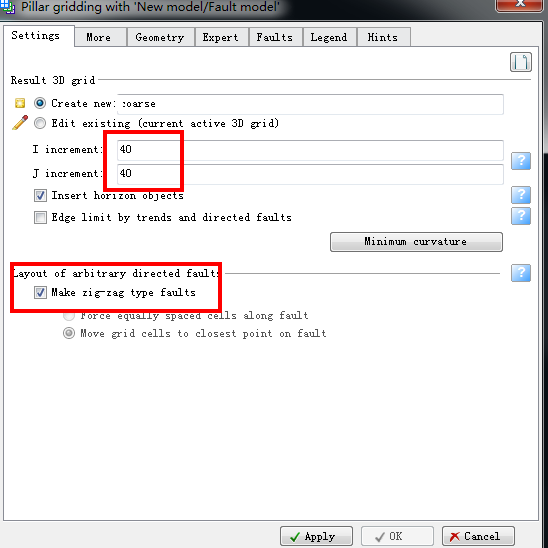 Pillar gridding with 'New model/Fault model'
Settings More Geometry Expert Faults Legend Hints
Result 3D grid
Create new: coarse
Edit existing (current active 3D grid)
I increment: 40 ?
J increment: 40
Insert horizon objects ?
Edge limit by trends and directed faults ?
Minimum curvature
Layout of arbitrary directed faults ?
Make zig-zag type faults
Force equally spaced cells along fault
Move grid cells to closest point on fault
Apply OK Cancel